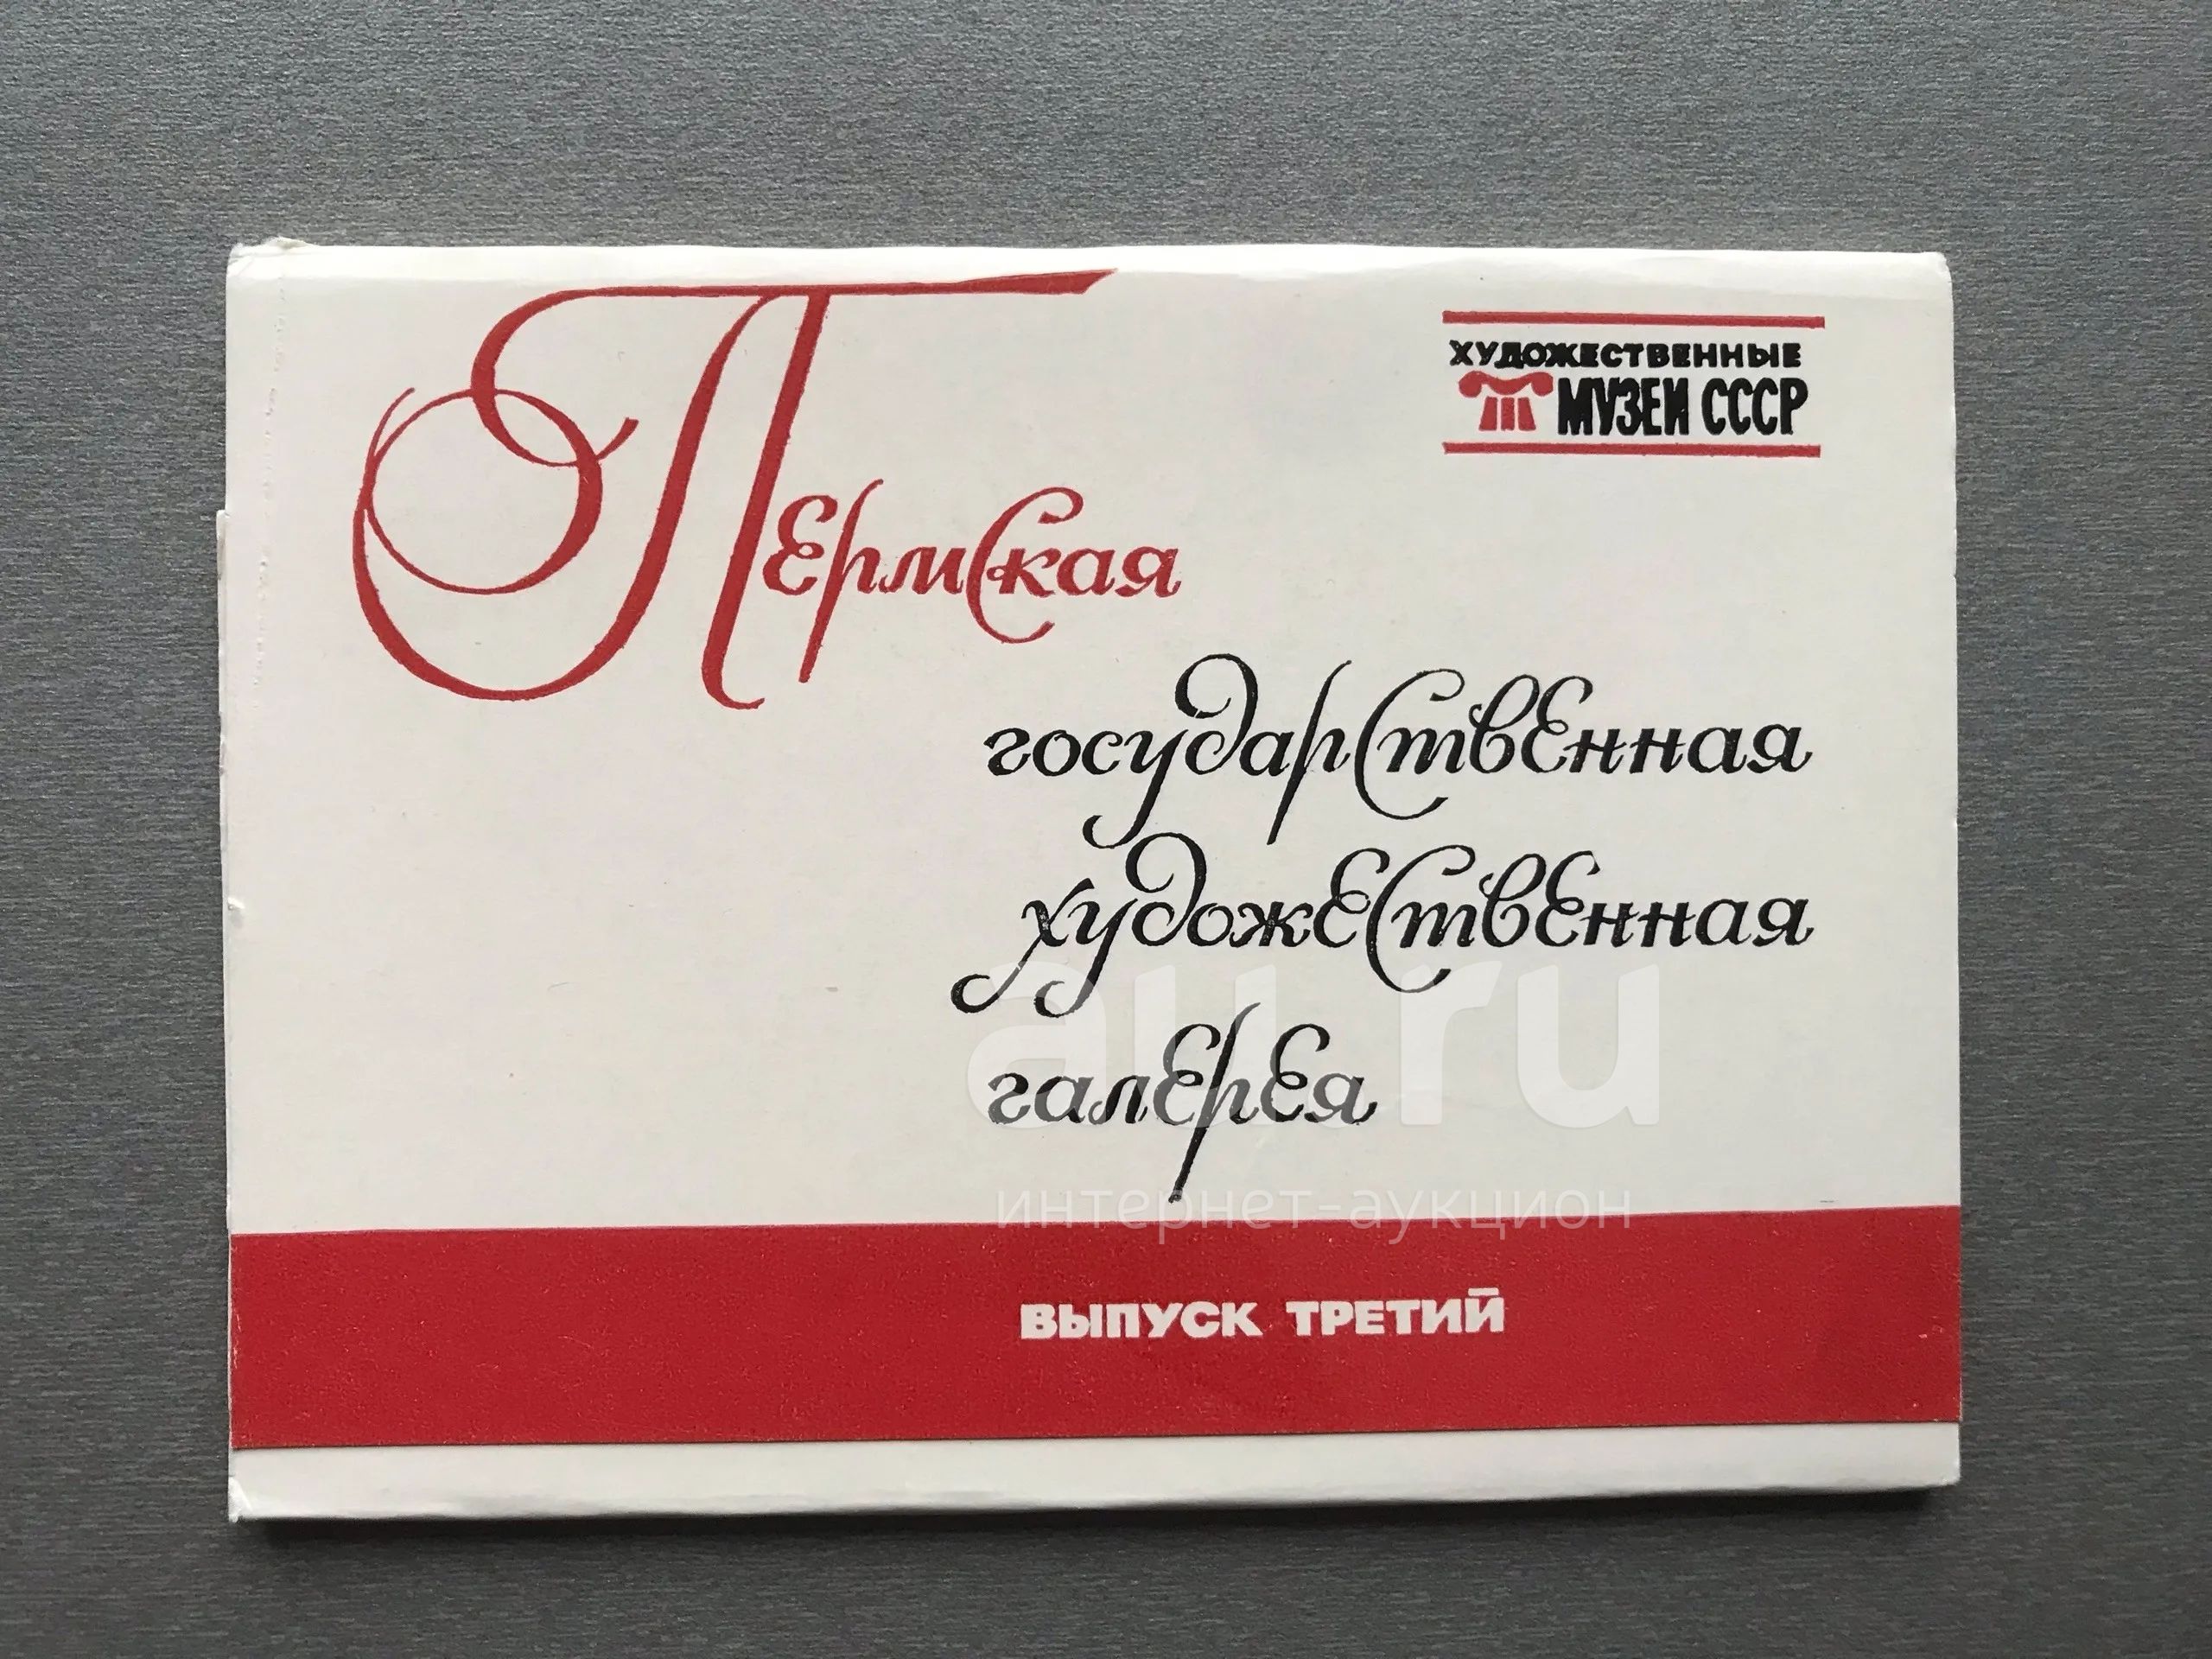 ХУДОЖЕСТВЕННЫЕ
МУЗЕИ СССР
Пермская
государственная
художественная
галерея
au.ru
интернет-аукцион
ВЫПУСК ТРЕТИЙ